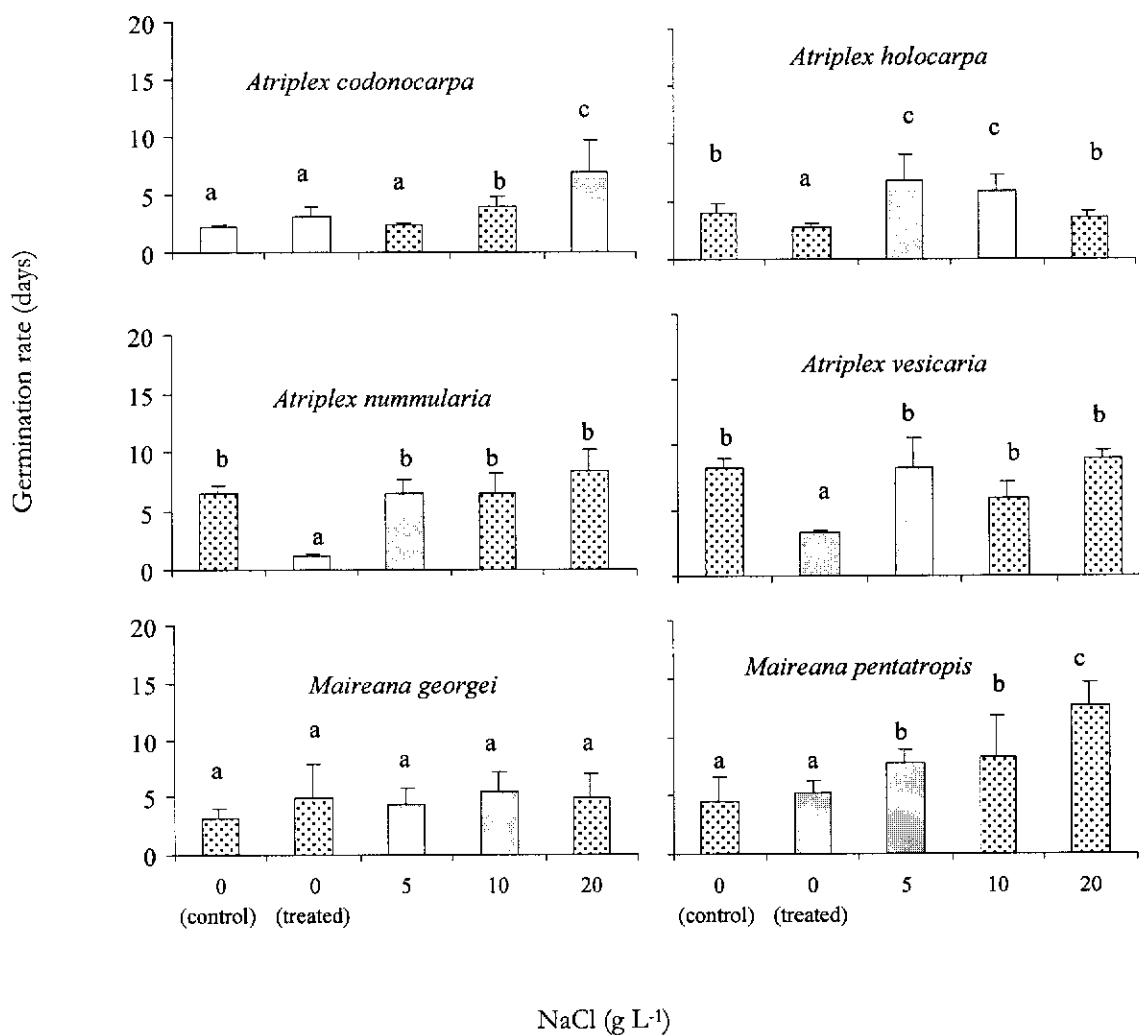 Germination rate (days)
20
15
10
5
0
Atriplex codonocarpa
a
a
a
b
c
Atriplex holocarpa
b
a
c
c
b
20
15
10
5
0
Atriplex nummularia
b
a
b
b
b
Atriplex vesicaria
b
a
b
b
b
20
15
10
5
0
Maireana georgei
a
a
a
a
a
Maireana pentatropis
a
a
b
b
c
0 0 5 10 20
(control) (treated)
0 0 5 10 20
(control) (treated)
NaCl (g L-1)